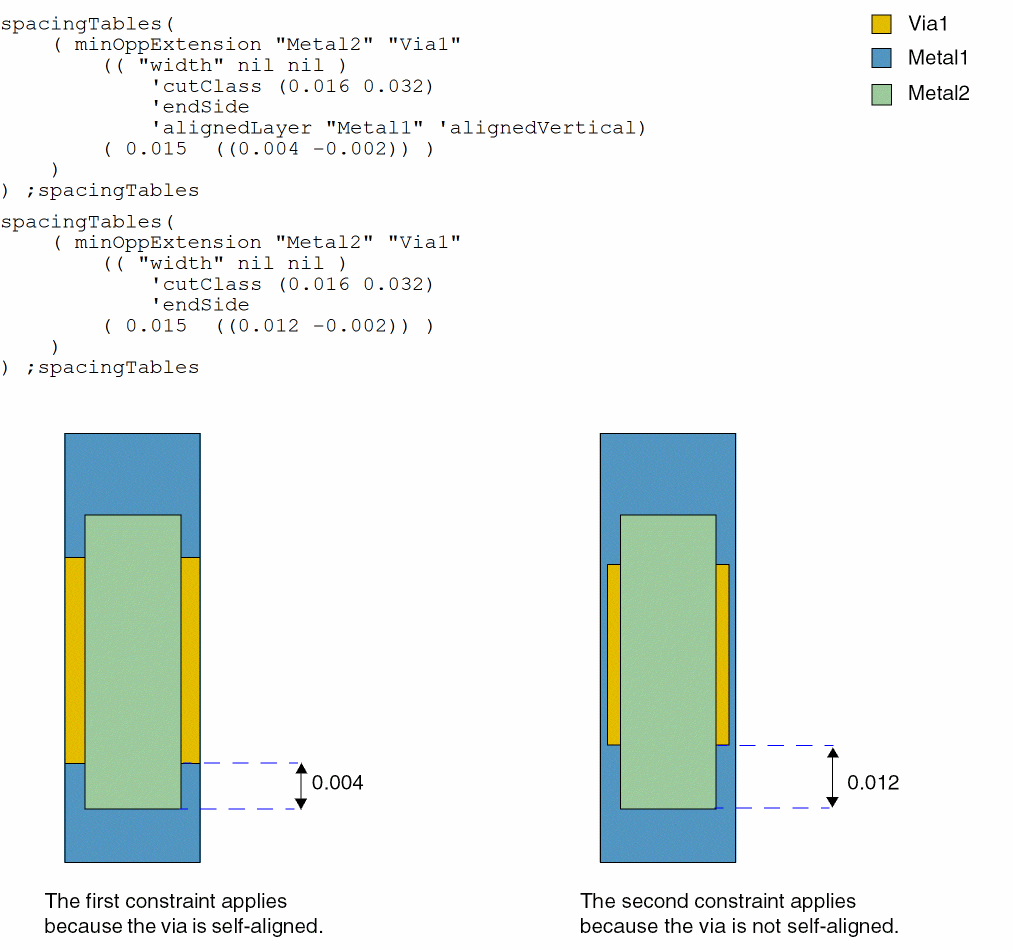 spacingTables(
    ( minOppExtension "Metal2" "Via1"
        (( "width" nil nil )
            'cutClass (0.016 0.032)
            'endSide
            'alignedLayer "Metal1" 'alignedVertical)
        ( 0.015  ((0.004 -0.002)) )
    )
) ;spacingTables
spacingTables(
    ( minOppExtension "Metal2" "Via1"
        (( "width" nil nil )
            'cutClass (0.016 0.032)
            'endSide
        ( 0.015  ((0.012 -0.002)) )
    )
) ;spacingTables
Via1
Metal1
Metal2
0.004
0.012
The first constraint applies
because the via is self-aligned.
The second constraint applies
because the via is not self-aligned.